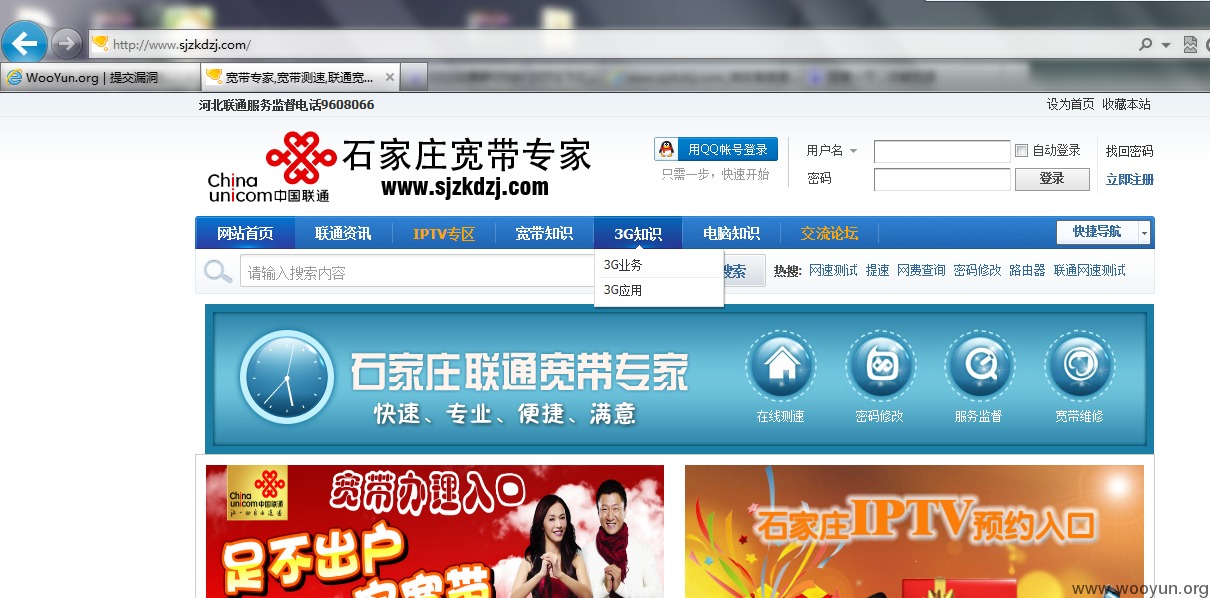 http://www.sjzkdzj.com/
WooYun.org | 提交漏洞
宽带专家,宽带测速,联通宽...
河北联通服务监督电话9608066
设为首页 收藏本站
China unicom中国联通
石家庄宽带专家
www.sjzkdzj.com
用QQ帐号登录
只需一步，快速开始
用户名
自动登录
找回密码
密码
登录
立即注册
网站首页 联通资讯 IPTV专区 宽带知识 3G知识 电脑知识 交流论坛 快捷导航
3G业务
3G应用
请输入搜索内容
搜索
热搜: 网速测试 提速 网费查询 密码修改 路由器 联通网速测试
石家庄联通宽带专家
快速、专业、便捷、满意
在线测速 密码修改 服务监督 宽带维修
China unicom中国联通
宽带办理入口
足不出户
宽带
石家庄IPTV预约入口
www.wooyun.org